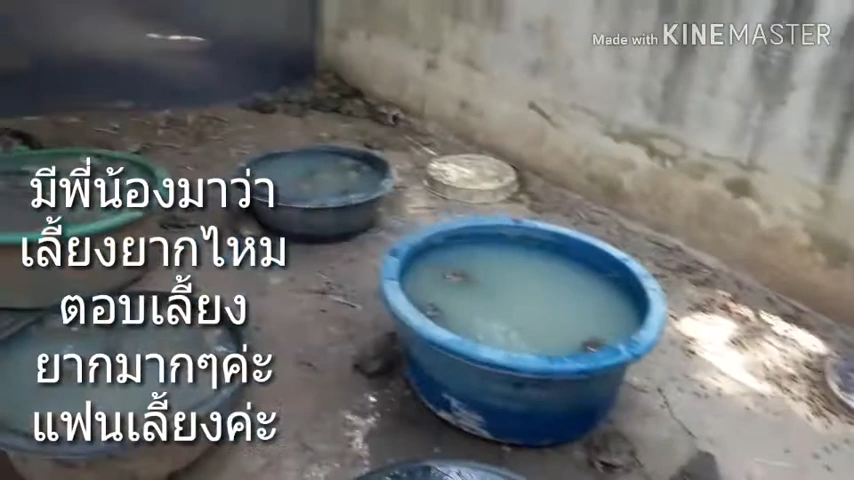 Made with KINEMASTER
มีพี่น้องมาว่า
เลี้ยงยากไหม
ตอบเลี้ยง
ยากมากๆค่ะ
แฟนเลี้ยงค่ะ